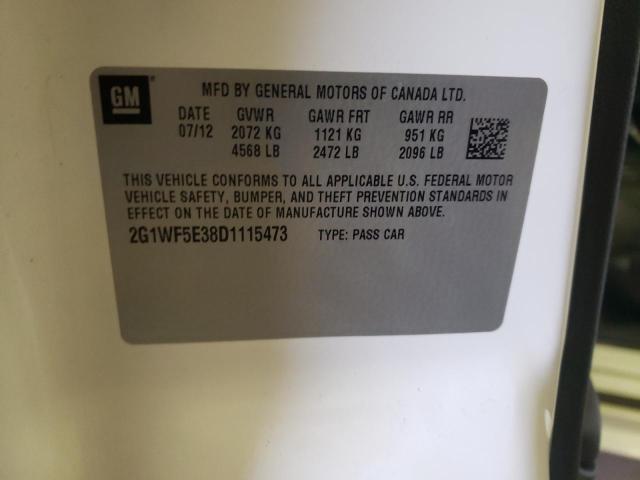 GM
MFD BY GENERAL MOTORS OF CANADA LTD.
DATE GVWR GAWR FRT GAWR RR
07/12 2072 KG 1121 KG 951 KG
4568 LB 2472 LB 2096 LB
THIS VEHICLE CONFORMS TO ALL APPLICABLE U.S. FEDERAL MOTOR
VEHICLE SAFETY, BUMPER, AND THEFT PREVENTION STANDARDS IN
EFFECT ON THE DATE OF MANUFACTURE SHOWN ABOVE.
2G1WF5E38D1115473 TYPE: PASS CAR